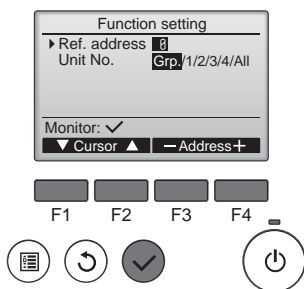 Function setting
Ref. address 0
Unit No. Grp./1/2/3/4/All
Monitor: ✓
▼ Cursor ▲ −Address+
F1 F2 F3 F4